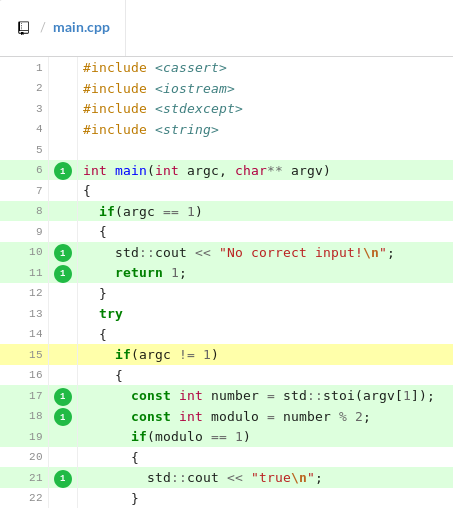 / main.cpp
1 #include <cassert>
2 #include <iostream>
3 #include <stdexcept>
4 #include <string>
5
6 1 int main(int argc, char** argv)
7 {
8 if(argc == 1)
9 {
10 1 std::cout << "No correct input!\n";
11 1 return 1;
12 }
13 try
14 {
15 if(argc != 1)
16 {
17 1 const int number = std::stoi(argv[1]);
18 1 const int modulo = number % 2;
19 if(modulo == 1)
20 {
21 1 std::cout << "true\n";
22 }